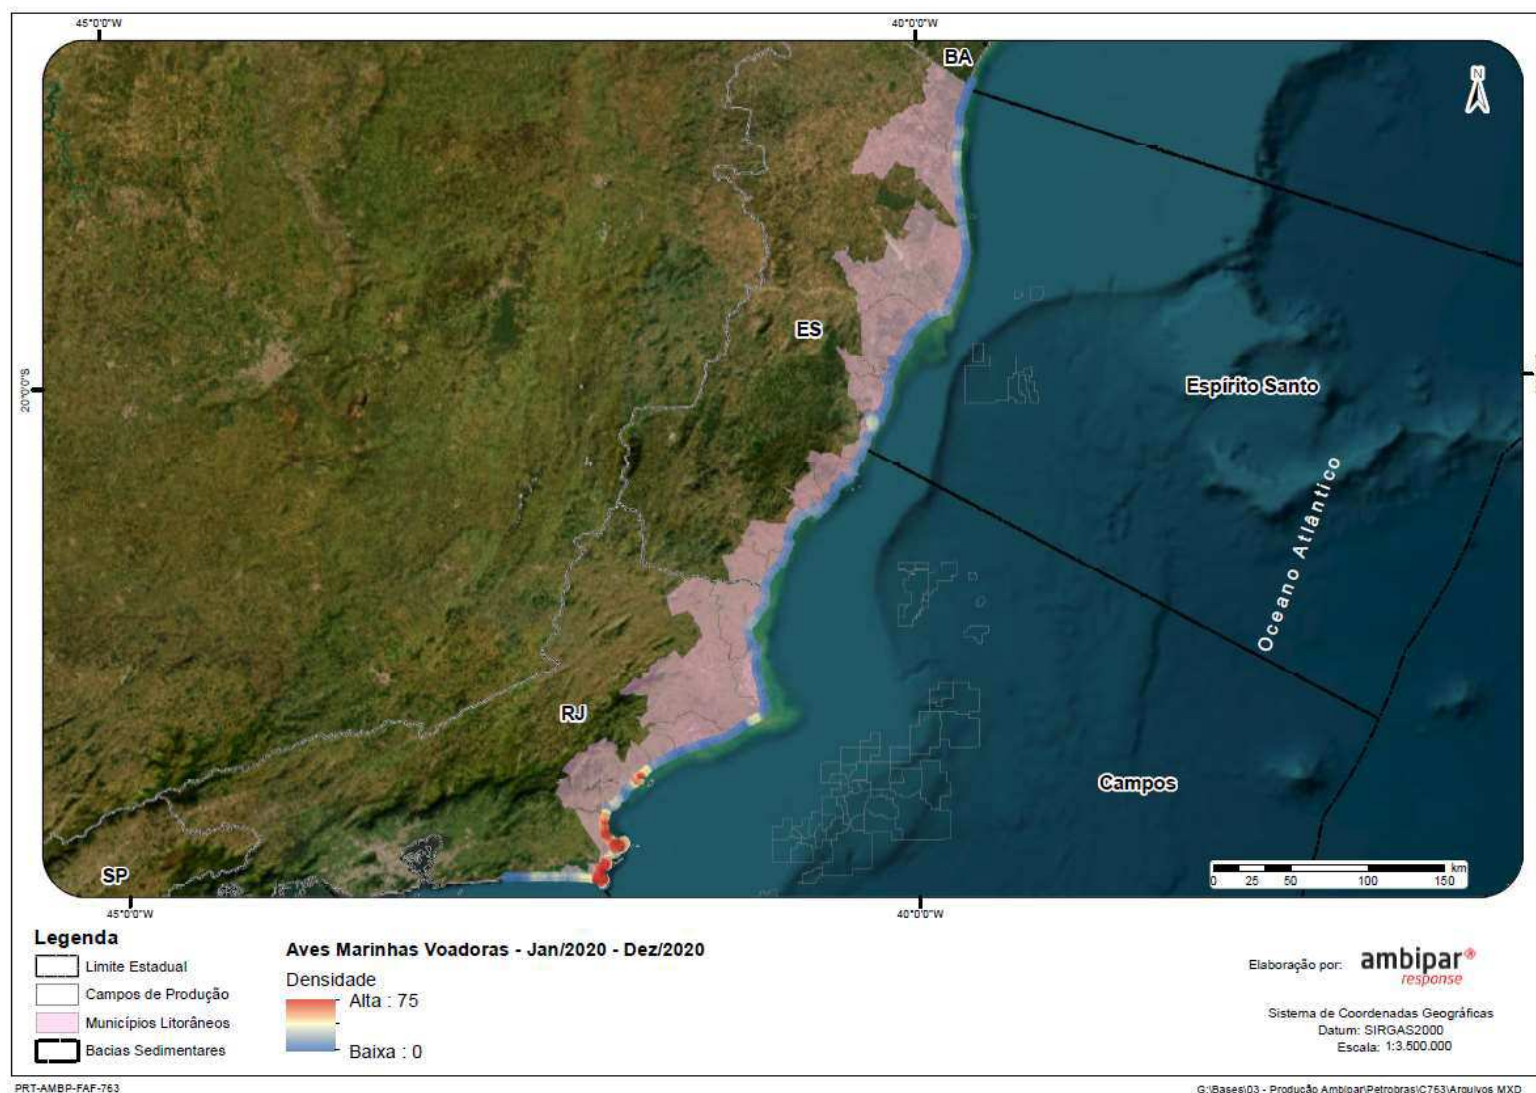 45°0'0"W
40°0'0"W
BA
N
ES
20°0'0"S
Espírito Santo
Oceano Atlântico
RJ
Campos
SP
km
0 25 50 100 150
45°0'0"W
40°0'0"W
Legenda
Limite Estadual
Campos de Produção
Municípios Litorâneos
Bacias Sedimentares
Aves Marinhas Voadoras - Jan/2020 - Dez/2020
Densidade
Alta : 75
Baixa : 0
Elaboração por:
ambipar®
response
Sistema de Coordenadas Geográficas
Datum: SIRGAS2000
Escala: 1:3.500.000
PRT-AMBP-FAF-763
G:\Bases\03 - Produção Ambipar\Petrobras\C763\Arquivos MXD